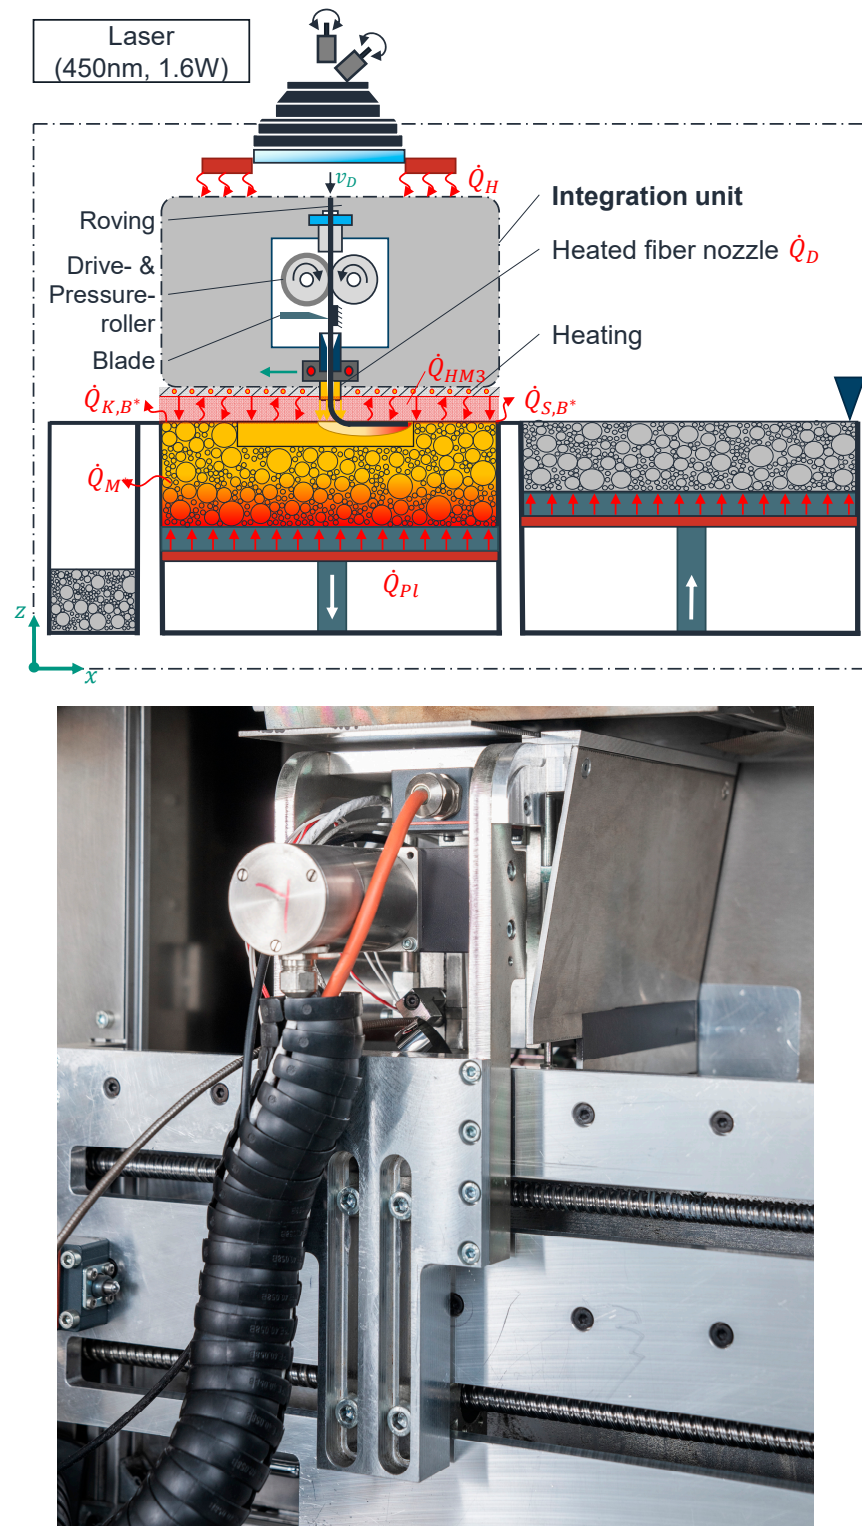 Laser
(450nm, 1.6W)
v_D
Q̇_H
Integration unit
Roving
Heated fiber nozzle Q̇_D
Drive- &
Pressure-
roller
Heating
Blade
Q̇_HM3
Q̇_K,B*
Q̇_S,B*
Q̇_M
Q̇_Pl
z
x